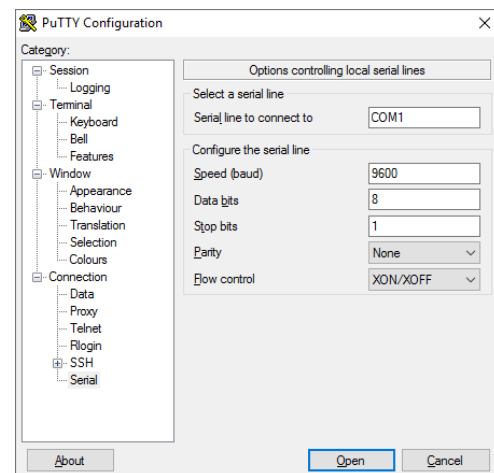 PuTTY Configuration
Category:
Session
Logging
Terminal
Keyboard
Bell
Features
Window
Appearance
Behaviour
Translation
Selection
Colours
Connection
Data
Proxy
Telnet
Rlogin
SSH
Serial
Options controlling local serial lines
Select a serial line
Serial line to connect to COM1
Configure the serial line
Speed (baud) 9600
Data bits 8
Stop bits 1
Parity None
Flow control XON/XOFF
About Open Cancel